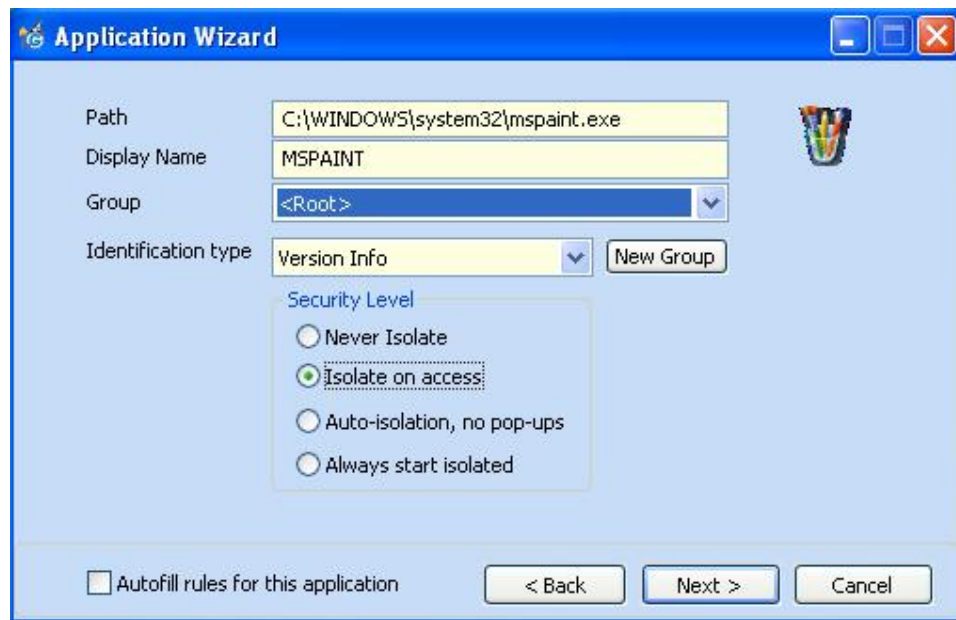 Application Wizard
Path C:\WINDOWS\system32\mspaint.exe
Display Name MSPAINT
Group <Root>
Identification type Version Info New Group
Security Level
Never Isolate
Isolate on access
Auto-isolation, no pop-ups
Always start isolated
Autofill rules for this application < Back Next > Cancel